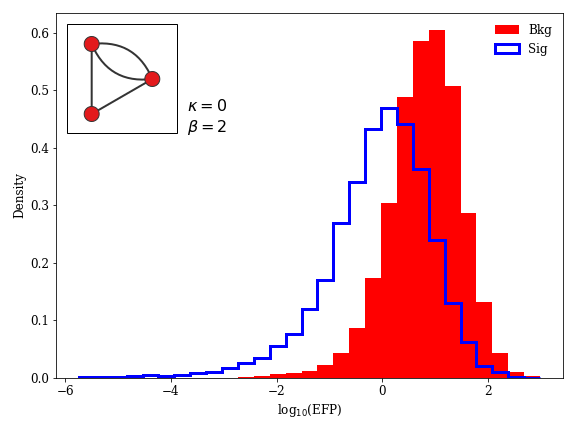 0.6
0.5
0.4
0.3
0.2
0.1
0.0
Density
κ = 0
β = 2
Bkg
Sig
−6 −4 −2 0 2
log₁₀(EFP)